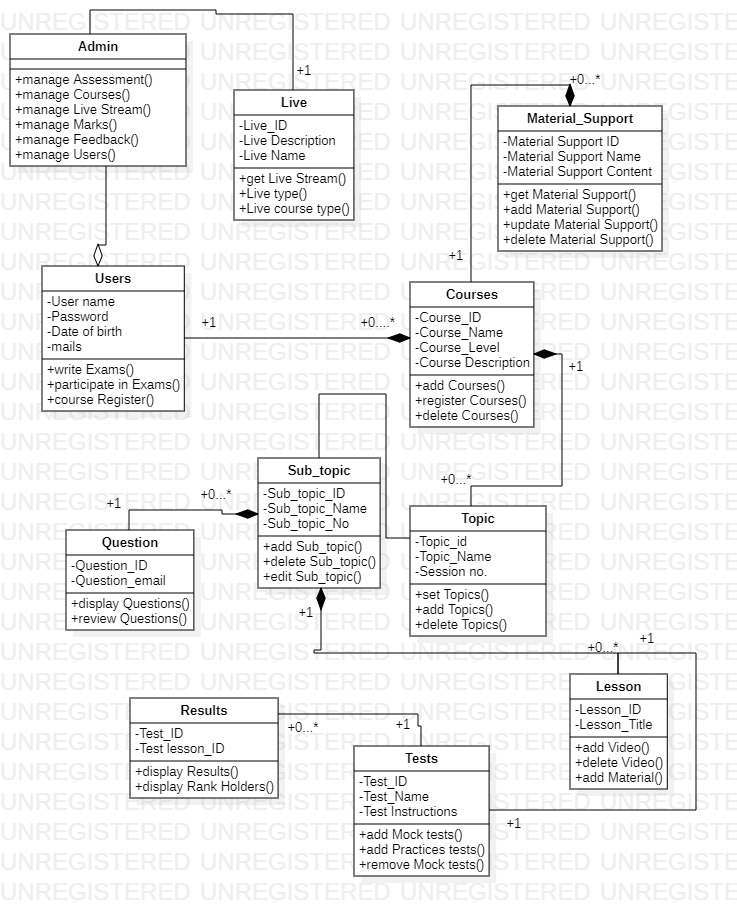 Admin
+manage Assessment()
+manage Courses()
+manage Live Stream()
+manage Marks()
+manage Feedback()
+manage Users()
+1
Live
-Live_ID
-Live Description
-Live Name
+get Live Stream()
+Live type()
+Live course type()
+0...*
Material_Support
-Material Support ID
-Material Support Name
-Material Support Content
+get Material Support()
+add Material Support()
+update Material Support()
+delete Material Support()
+1
Users
-User name
-Password
-Date of birth
-mails
+write Exams()
+participate in Exams()
+course Register()
+1
+0....*
Courses
-Course_ID
-Course_Name
-Course_Level
-Course Description
+add Courses()
+register Courses()
+delete Courses()
+1
+0...*
Sub_topic
-Sub_topic_ID
-Sub_topic_Name
-Sub_topic_No
+add Sub_topic()
+delete Sub_topic()
+edit Sub_topic()
+0...*
+1
Question
-Question_ID
-Question_email
+display Questions()
+review Questions()
Topic
-Topic_id
-Topic_Name
-Session no.
+set Topics()
+add Topics()
+delete Topics()
+1
+0...*
+1
Lesson
-Lesson_ID
-Lesson_Title
+add Video()
+delete Video()
+add Material()
Results
-Test_ID
-Test lesson_ID
+display Results()
+display Rank Holders()
+0...*
+1
Tests
-Test_ID
-Test_Name
-Test Instructions
+add Mock tests()
+add Practices tests()
+remove Mock tests()
+1
UNREGISTERED